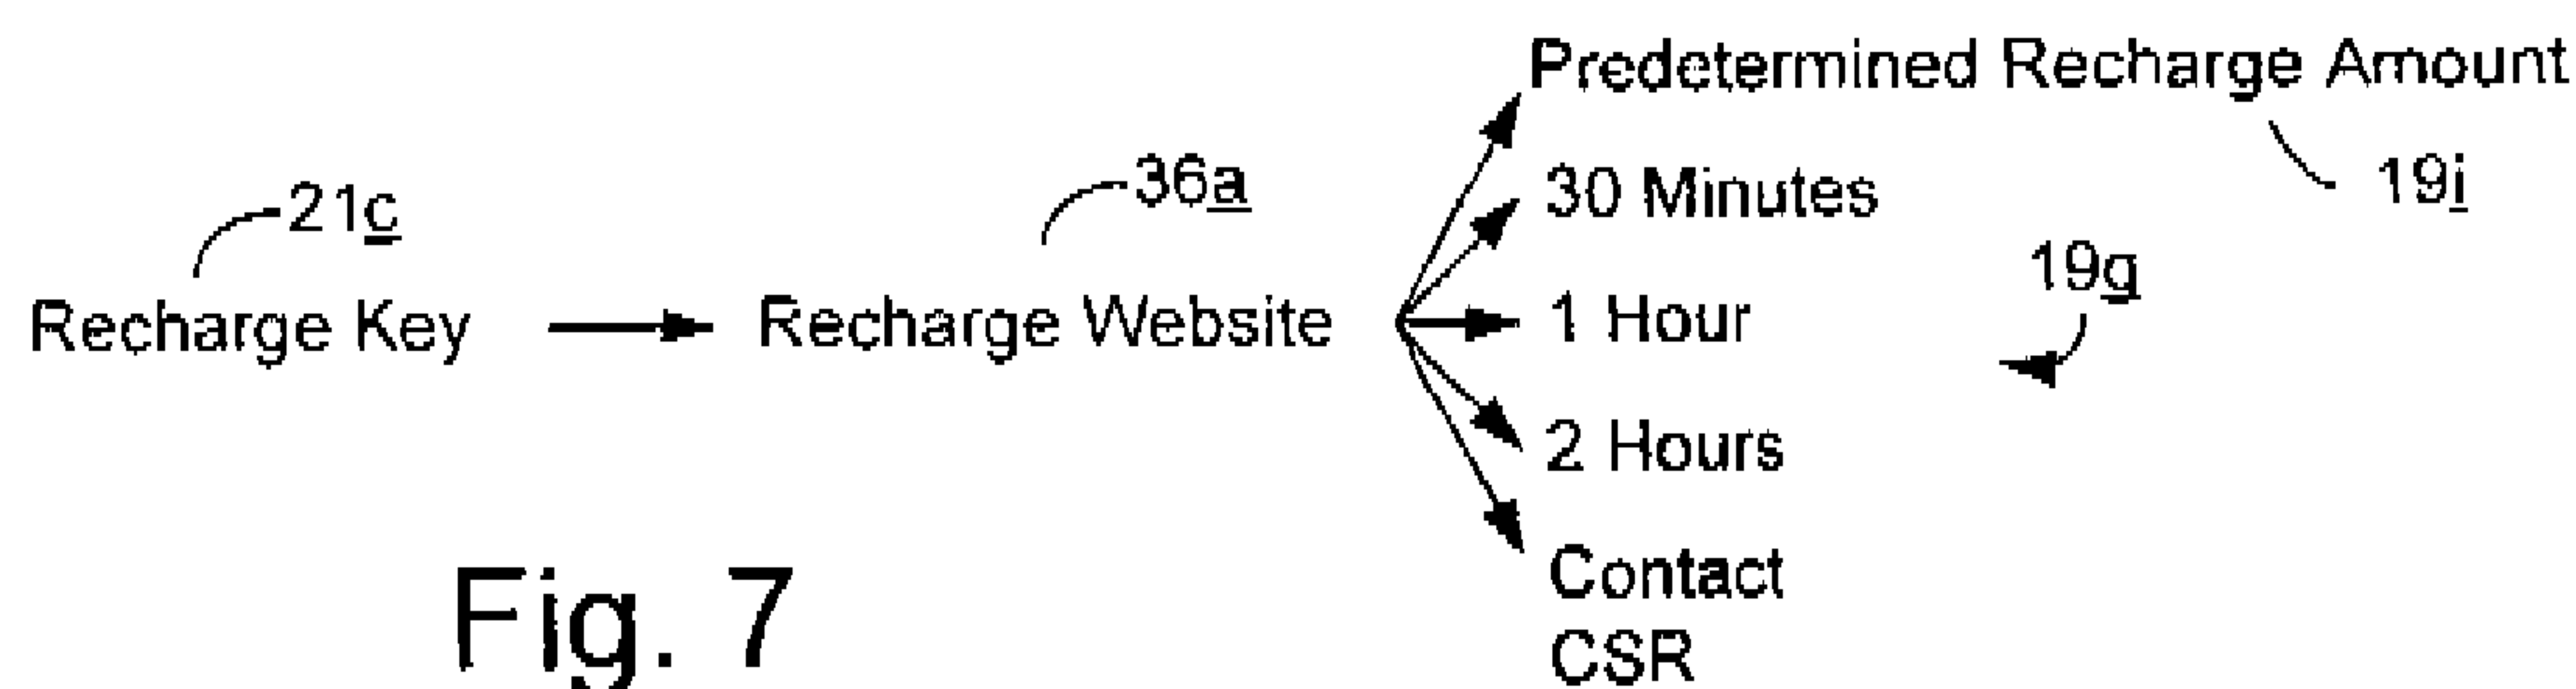 Predetermined Recharge Amount
19i
30 Minutes
36a
21c
19g
Recharge Key
Recharge Website
1 Hour
2 Hours
Contact
CSR
Fig. 7